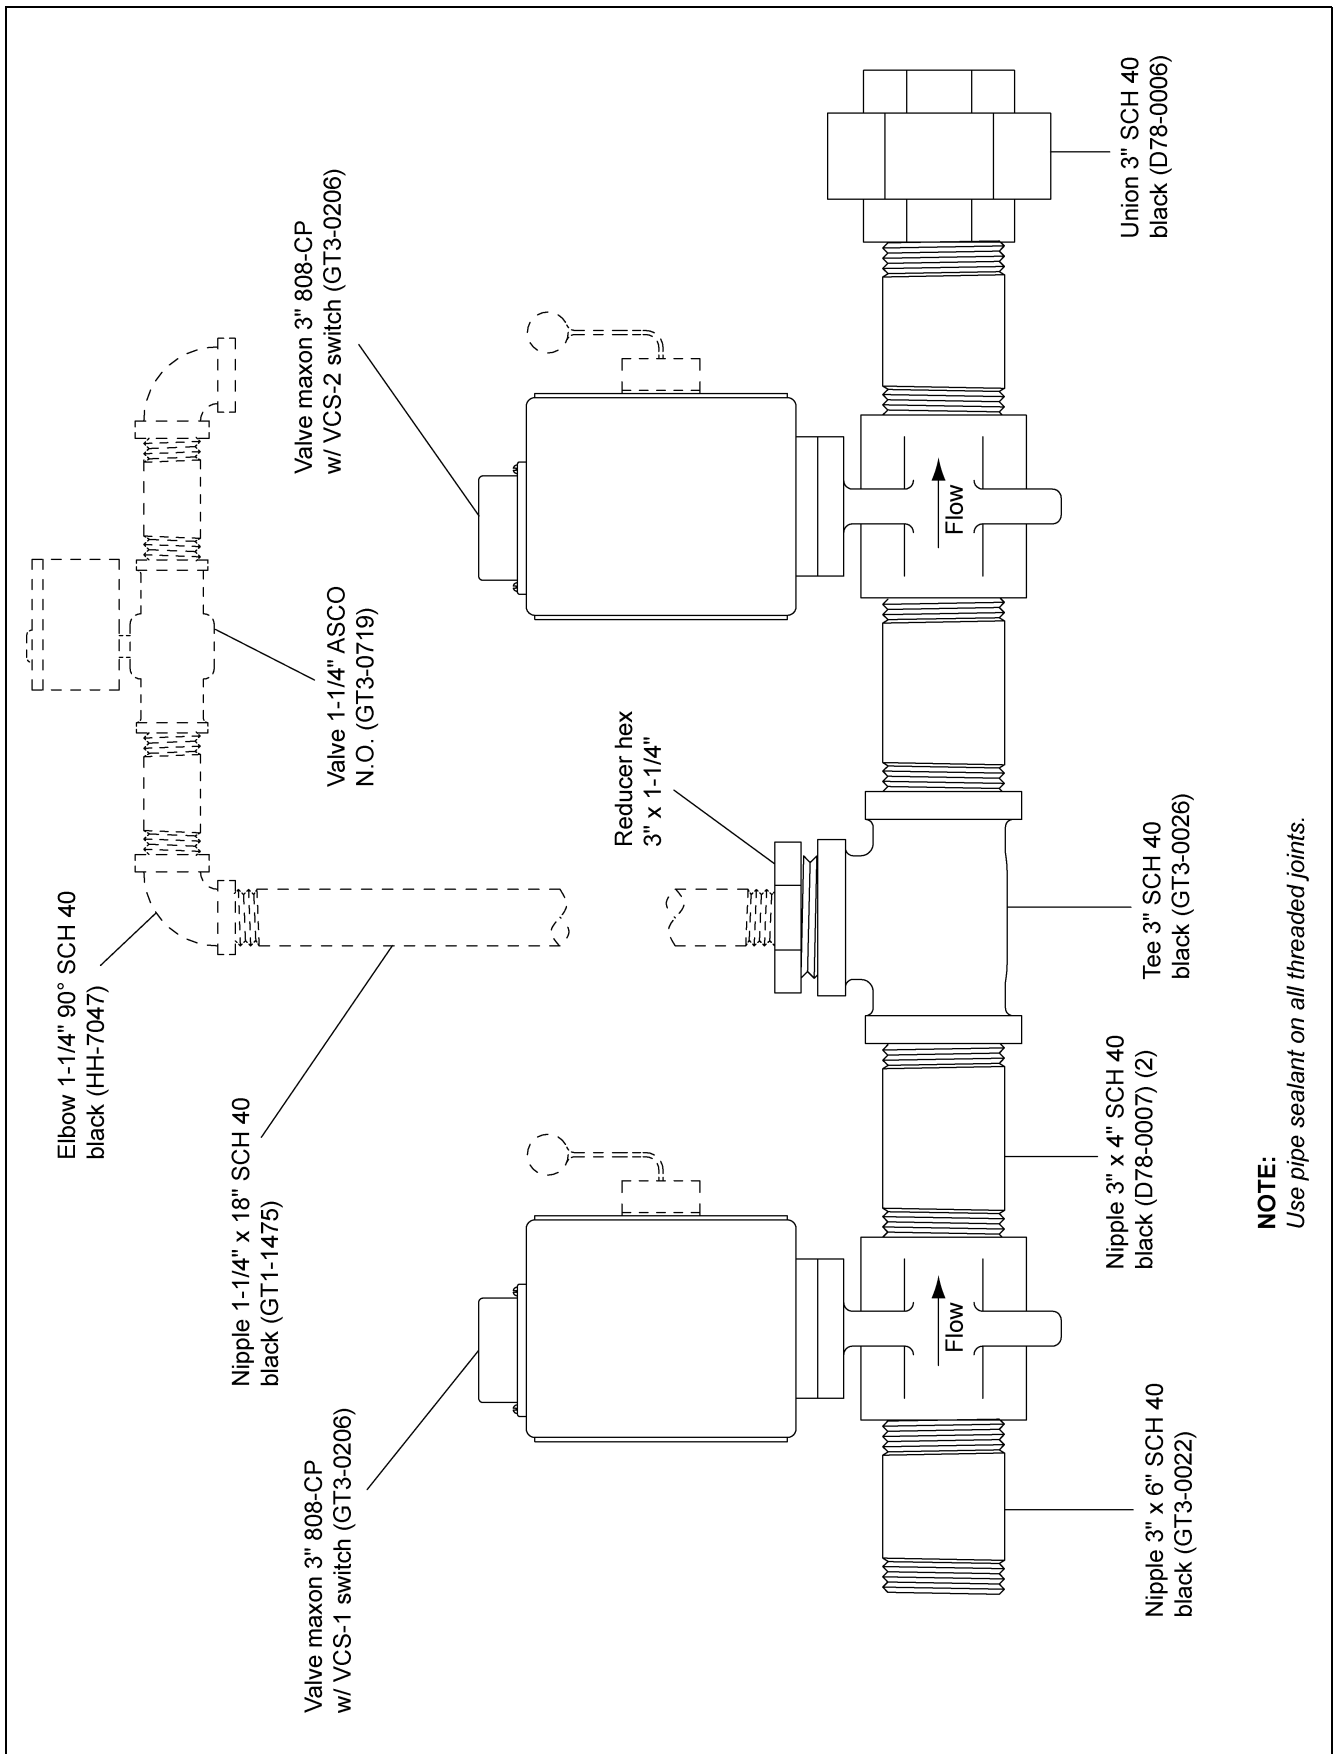 Elbow 1-1/4" 90° SCH 40
black (HH-7047)
Nipple 1-1/4" x 18" SCH 40
black (GT1-1475)
Valve maxon 3" 808-CP
w/ VCS-1 switch (GT3-0206)
Valve 1-1/4" ASCO
N.O. (GT3-0719)
Valve maxon 3" 808-CP
w/ VCS-2 switch (GT3-0206)
Reducer hex
3" x 1-1/4"
Flow
Flow
Nipple 3" x 6" SCH 40
black (GT3-0022)
Nipple 3" x 4" SCH 40
black (D78-0007) (2)
Tee 3" SCH 40
black (GT3-0026)
Union 3" SCH 40
black (D78-0006)
NOTE:
Use pipe sealant on all threaded joints.